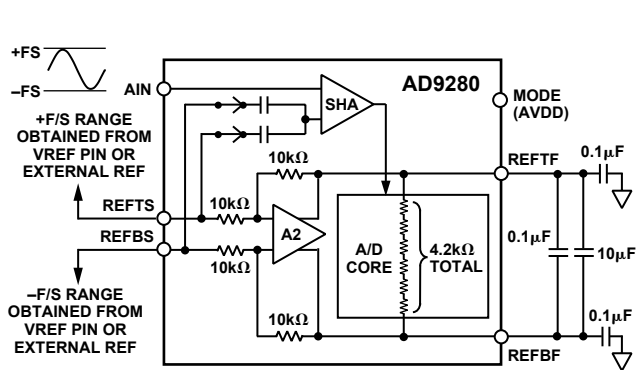 +FS
–FS
AIN
+F/S RANGE
OBTAINED FROM
VREF PIN OR
EXTERNAL REF
REFTS
REFBS
–F/S RANGE
OBTAINED FROM
VREF PIN OR
EXTERNAL REF
SHA
AD9280
10kΩ
10kΩ
10kΩ
10kΩ
A2
A/D
CORE
4.2kΩ
TOTAL
MODE
(AVDD)
REFTF
0.1µF
0.1µF
10µF
0.1µF
REFBF